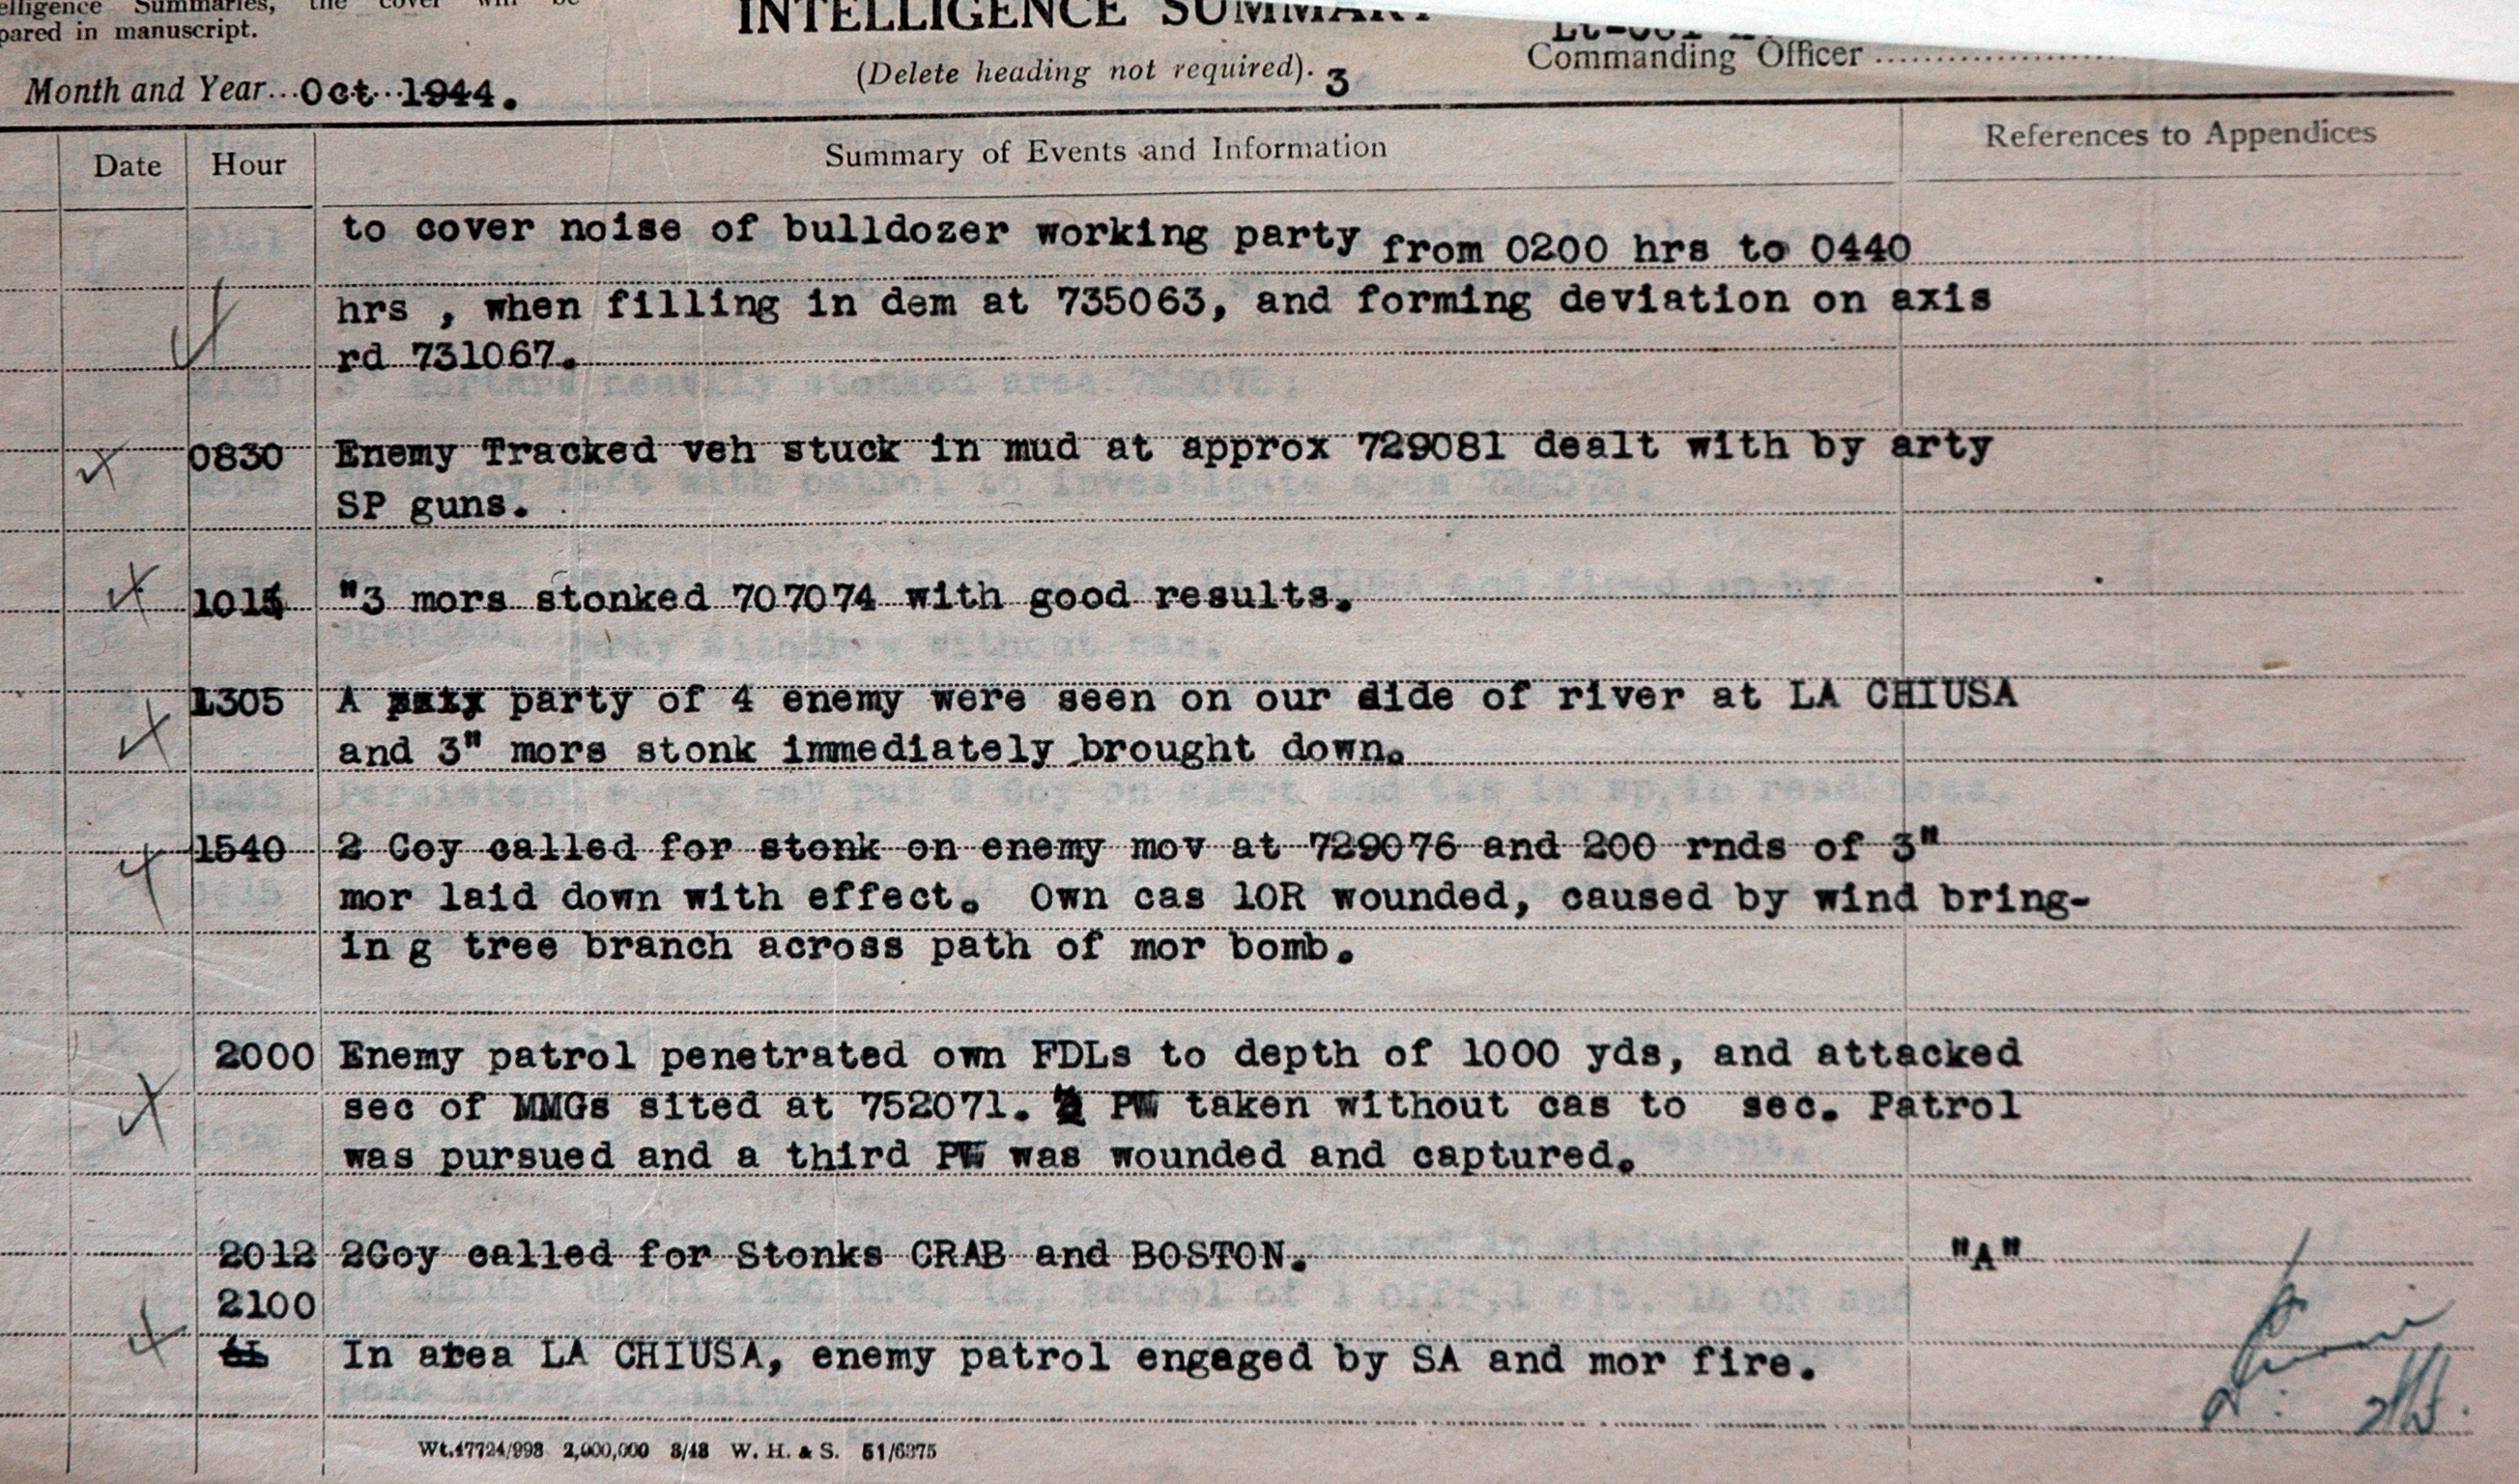 elligence Summaries, the cover will be
pared in manuscript.
INTELLIGENCE SUMMARY
(Delete heading not required). 3
Commanding Officer
Month and Year...Oct 1944.
Date Hour Summary of Events and Information References to Appendices
to cover noise of bulldozer working party from 0200 hrs to 0440
hrs , when filling in dem at 735063, and forming deviation on axis
rd 731067.
0830 Enemy Tracked veh stuck in mud at approx 729081 dealt with by arty
SP guns.
1015 "3 mors stonked 707074 with good results.
1305 A party of 4 enemy were seen on our dide of river at LA CHIUSA
and 3" mors stonk immediately brought down.
1540 2 Coy called for stonk on enemy mov at 729076 and 200 rnds of 3"
mor laid down with effect. Own cas 1OR wounded, caused by wind bring-
in g tree branch across path of mor bomb.
2000 Enemy patrol penetrated own FDLs to depth of 1000 yds, and attacked
sec of MMGs sited at 752071. 2 PW taken without cas to sec. Patrol
was pursued and a third PW was wounded and captured.
2012 2Coy called for Stonks CRAB and BOSTON. "A"
2100
In area LA CHIUSA, enemy patrol engaged by SA and mor fire.
Wt.47724/998 2,000,000 3/43 W. H. & S. 51/6375